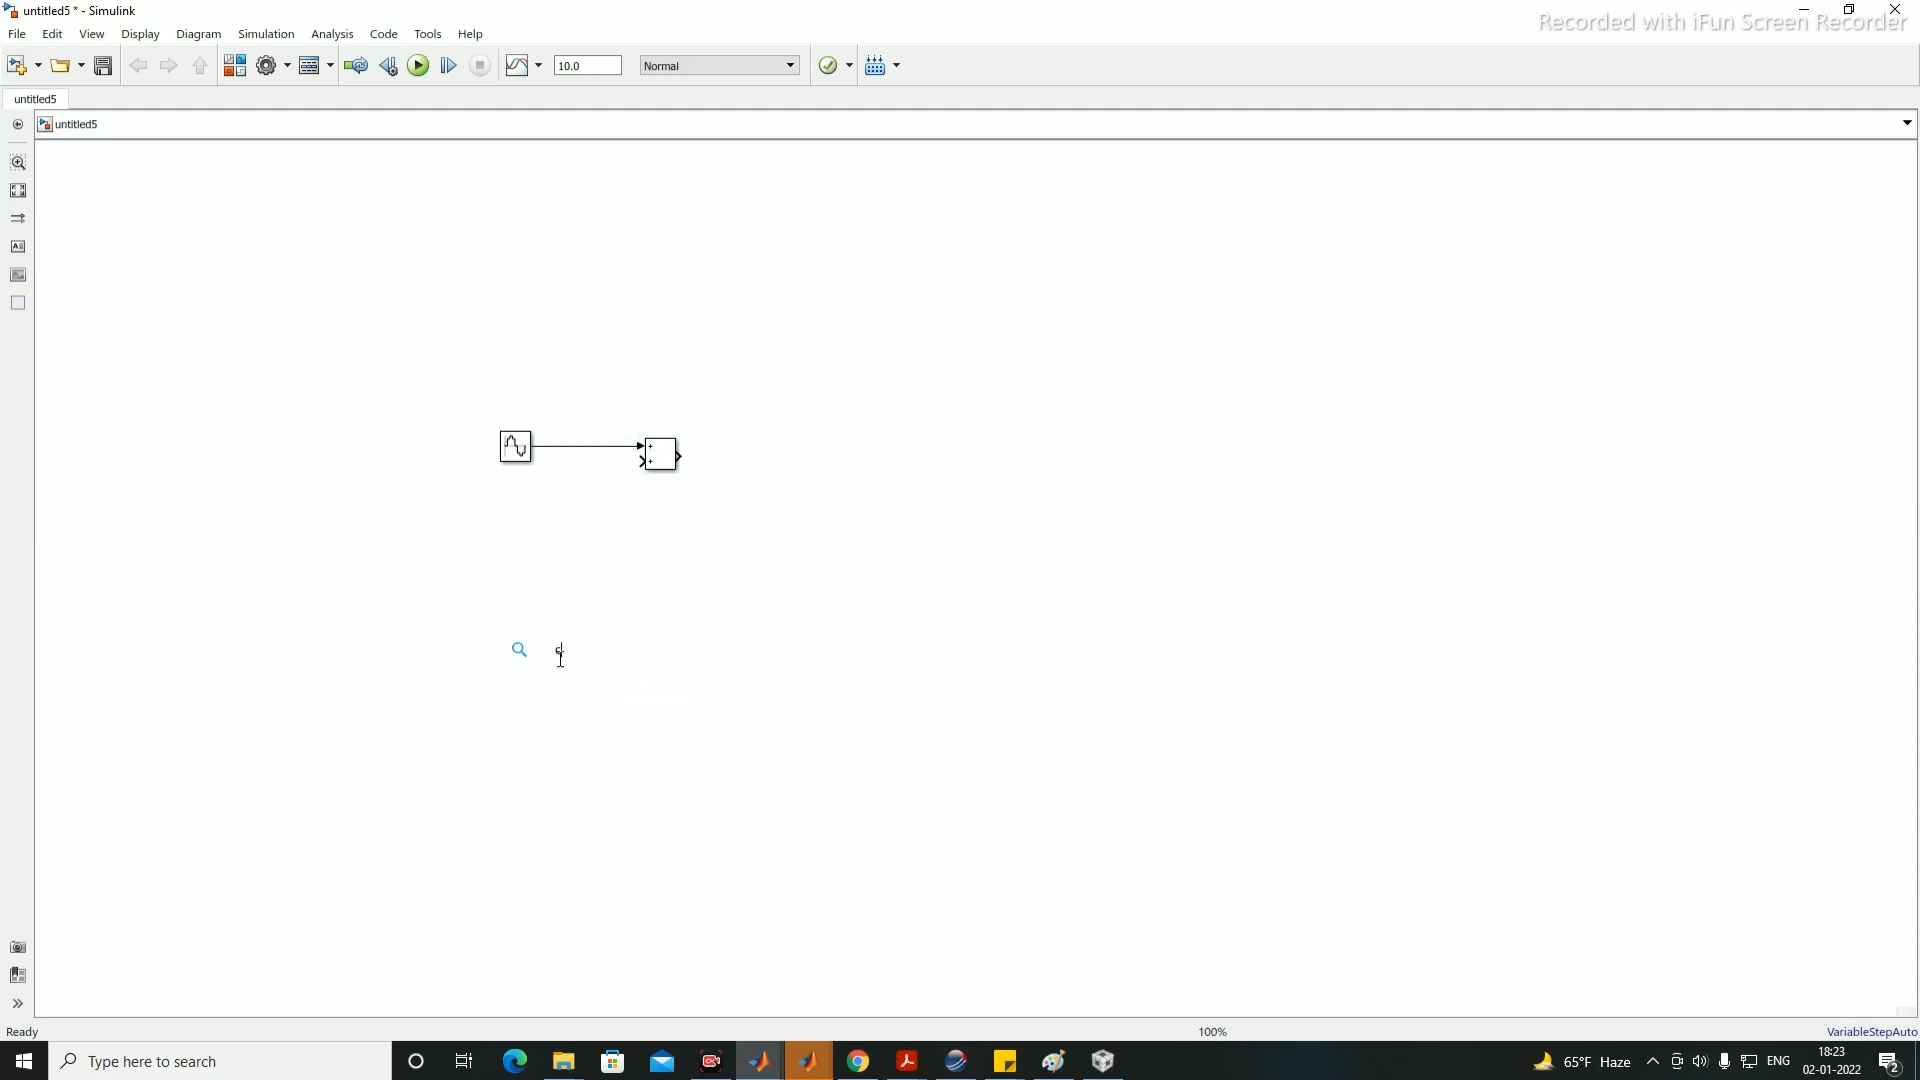 untitled5 * - Simulink
Recorded with iFun Screen Recorder
File Edit View Display Diagram Simulation Analysis Code Tools Help
10.0 Normal
untitled5
untitled5
+
+
c
Ready 100% VariableStepAuto
Type here to search 65°F Haze ENG 18:23
02-01-2022 2